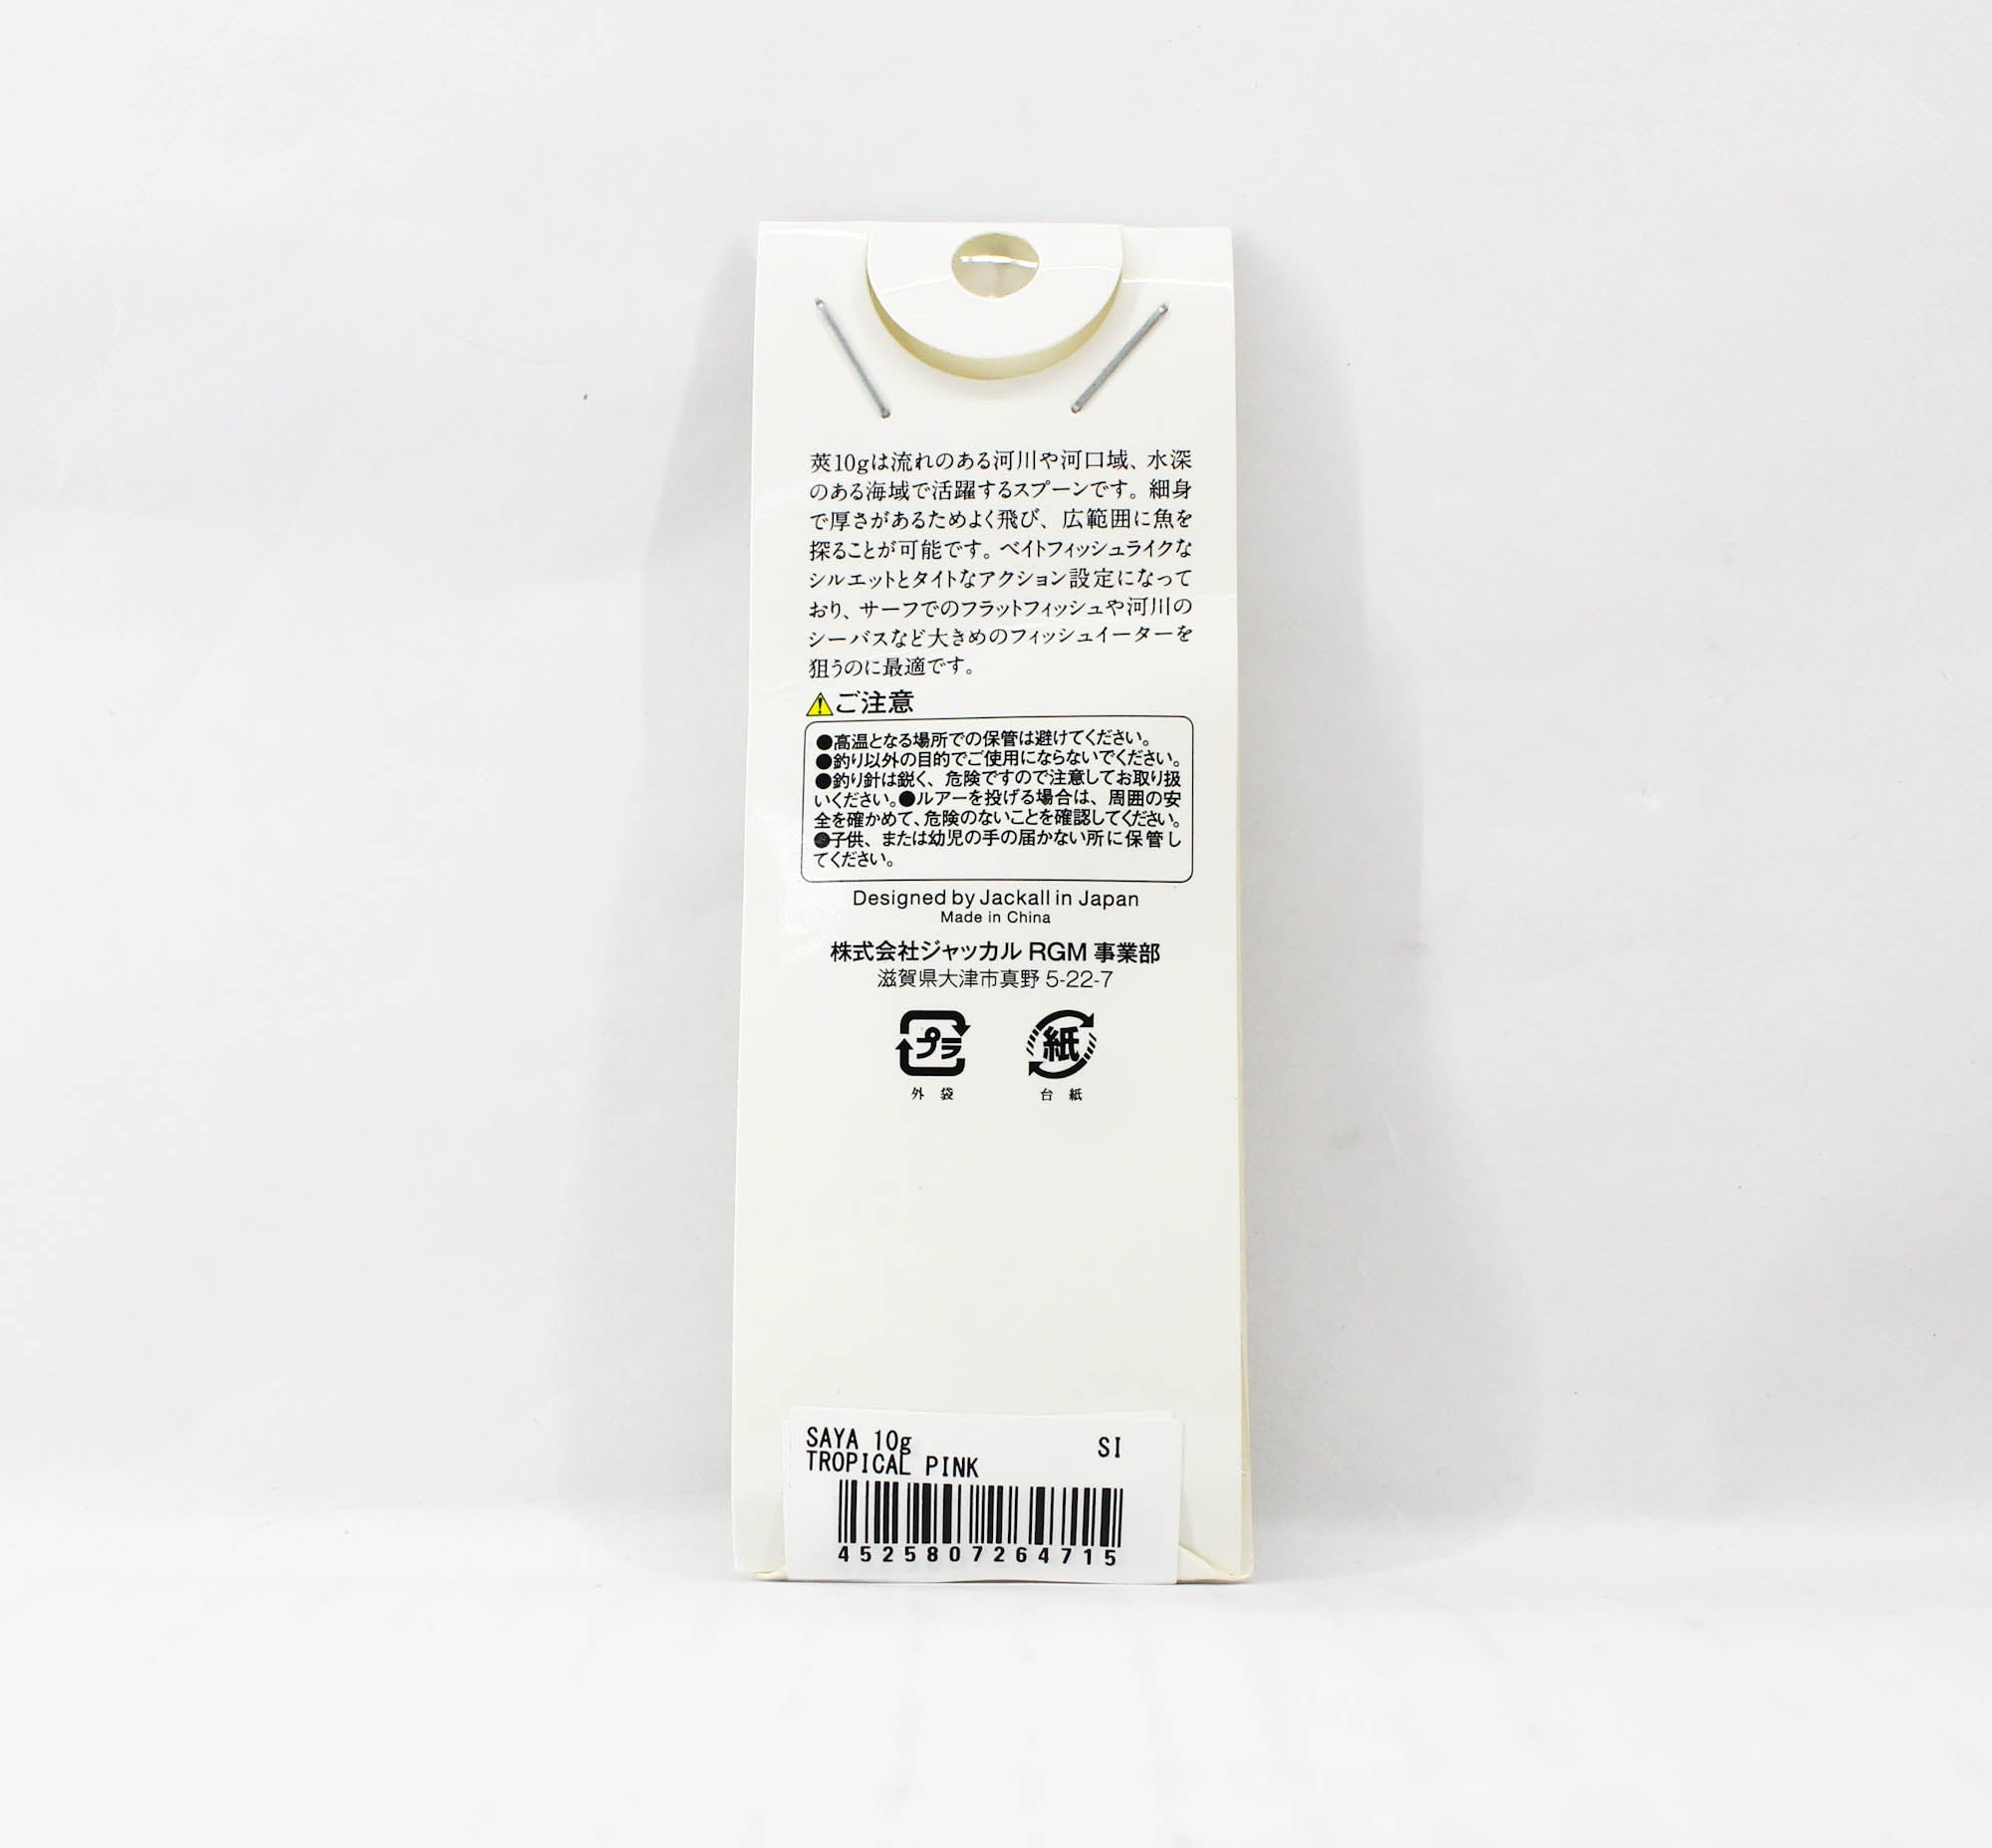 莢10gは流れのある河川や河口域、水深
のある海域で活躍するスプーンです。細身
で厚さがあるためよく飛び、広範囲に魚を
探ることが可能です。ベイトフィッシュライクな
シルエットとタイトなアクション設定になって
おり、サーフでのフラットフィッシュや河川の
シーバスなど大きめのフィッシュイーターを
狙うのに最適です。
ご注意
●高温となる場所での保管は避けてください。
●釣り以外の目的でご使用にならないでください。
●釣り針は鋭く、危険ですので注意してお取り扱
いください。●ルアーを投げる場合は、周囲の安
全を確かめて、危険のないことを確認してください。
●子供、または幼児の手の届かない所に保管し
てください。
Designed by Jackall in Japan
Made in China
株式会社ジャッカル RGM 事業部
滋賀県大津市真野 5-22-7
プラ 紙
外袋 台紙
SAYA 10g SI
TROPICAL PINK
4525807264715